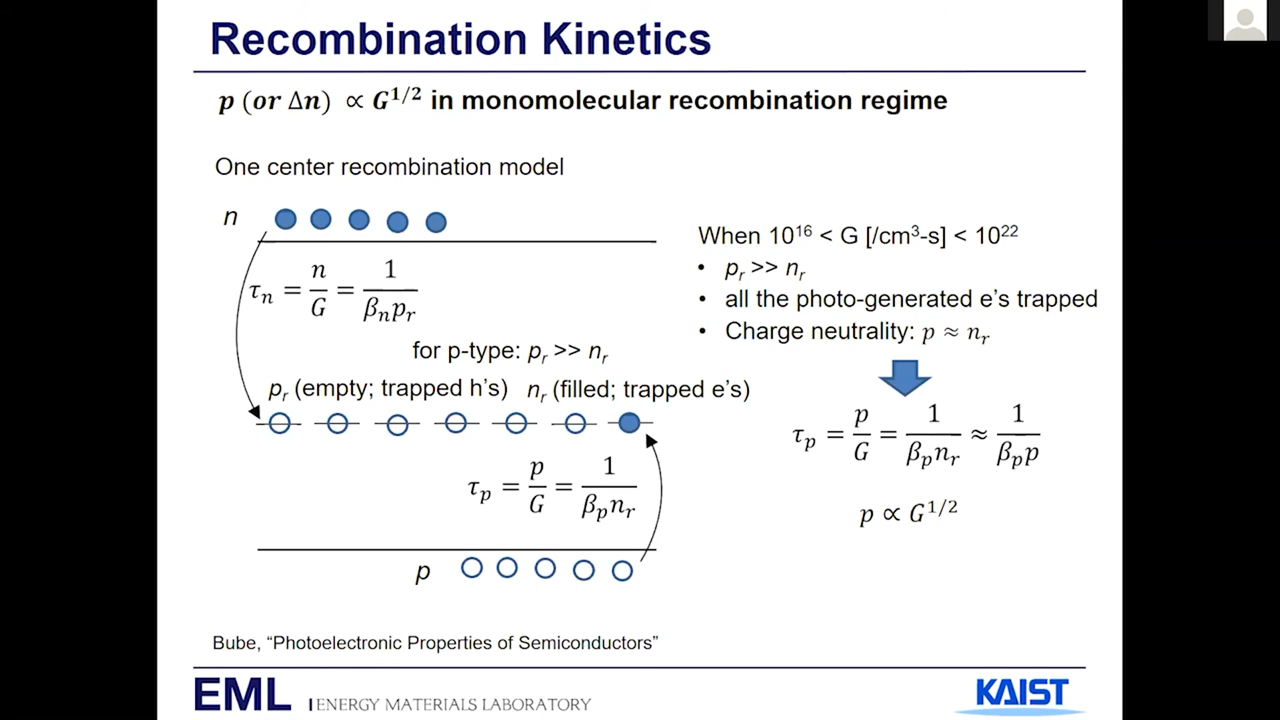 Recombination Kinetics
p (or Δn) ∝ G^{1/2} in monomolecular recombination regime
One center recombination model
n
τ_n = n/G = 1/(β_n p_r)
for p-type: p_r >> n_r
p_r (empty; trapped h's) n_r (filled; trapped e's)
τ_p = p/G = 1/(β_p n_r)
p
When 10^16 < G [/cm^3-s] < 10^22
• p_r >> n_r
• all the photo-generated e's trapped
• Charge neutrality: p ≈ n_r
τ_p = p/G = 1/(β_p n_r) ≈ 1/(β_p p)
p ∝ G^{1/2}
Bube, “Photoelectronic Properties of Semiconductors”
EML | ENERGY MATERIALS LABORATORY
KAIST